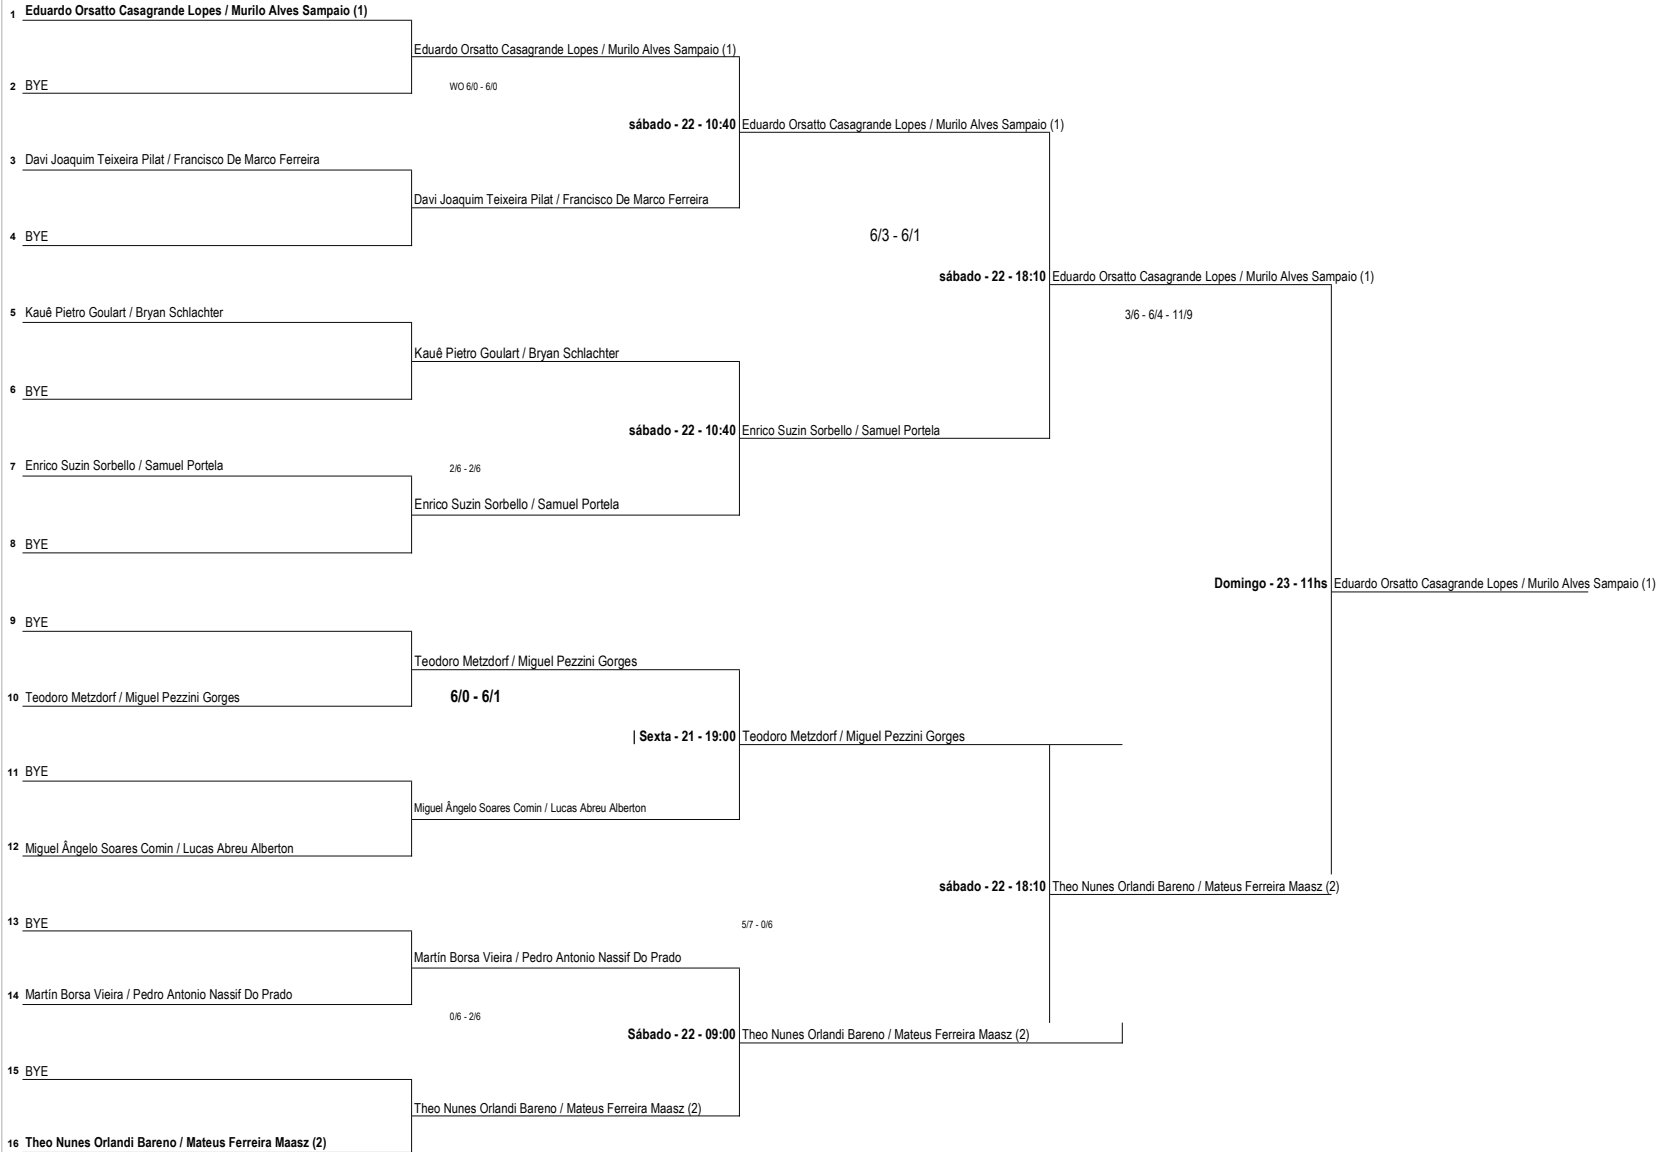 1 Eduardo Orsatto Casagrande Lopes / Murilo Alves Sampaio (1)
Eduardo Orsatto Casagrande Lopes / Murilo Alves Sampaio (1)
2 BYE
WO 6/0 - 6/0
sábado - 22 - 10:40 Eduardo Orsatto Casagrande Lopes / Murilo Alves Sampaio (1)
3 Davi Joaquim Teixeira Pilat / Francisco De Marco Ferreira
Davi Joaquim Teixeira Pilat / Francisco De Marco Ferreira
4 BYE
6/3 - 6/1
sábado - 22 - 18:10 Eduardo Orsatto Casagrande Lopes / Murilo Alves Sampaio (1)
5 Kauê Pietro Goulart / Bryan Schlachter
3/6 - 6/4 - 11/9
Kauê Pietro Goulart / Bryan Schlachter
6 BYE
sábado - 22 - 10:40 Enrico Suzin Sorbello / Samuel Portela
7 Enrico Suzin Sorbello / Samuel Portela
2/6 - 2/6
Enrico Suzin Sorbello / Samuel Portela
8 BYE
Domingo - 23 - 11hs Eduardo Orsatto Casagrande Lopes / Murilo Alves Sampaio (1)
9 BYE
Teodoro Metzdorf / Miguel Pezzini Gorges
10 Teodoro Metzdorf / Miguel Pezzini Gorges
6/0 - 6/1
| Sexta - 21 - 19:00 Teodoro Metzdorf / Miguel Pezzini Gorges
11 BYE
Miguel Ângelo Soares Comin / Lucas Abreu Alberton
12 Miguel Ângelo Soares Comin / Lucas Abreu Alberton
sábado - 22 - 18:10 Theo Nunes Orlandi Bareno / Mateus Ferreira Maasz (2)
13 BYE
5/7 - 0/6
Martín Borsa Vieira / Pedro Antonio Nassif Do Prado
14 Martín Borsa Vieira / Pedro Antonio Nassif Do Prado
0/6 - 2/6
Sábado - 22 - 09:00 Theo Nunes Orlandi Bareno / Mateus Ferreira Maasz (2)
15 BYE
Theo Nunes Orlandi Bareno / Mateus Ferreira Maasz (2)
16 Theo Nunes Orlandi Bareno / Mateus Ferreira Maasz (2)